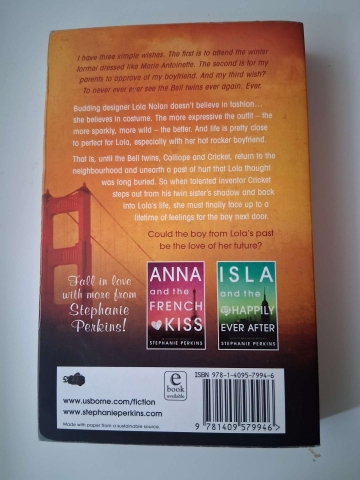 I have three simple wishes. The first is to attend the winter
formal dressed like Marie Antoinette. The second is for my
parents to approve of my boyfriend. And my third wish?
To never ever ever see the Bell twins ever again. Ever.
Budding designer Lola Nolan doesn't believe in fashion...
she believes in costume. The more expressive the outfit – the
more sparkly, more wild – the better. And life is pretty close
to perfect for Lola, especially with her hot rocker boyfriend.
That is, until the Bell twins, Calliope and Cricket, return to the
neighbourhood and unearth a past of hurt that Lola thought
was long buried. So when talented inventor Cricket
steps out from his twin sister's shadow and back
into Lola's life, she must finally face up to a
lifetime of feelings for the boy next door.
Could the boy from Lola's past
be the love of her future?
Fall in love
with more from
Stephanie
Perkins!
ANNA
and the
FRENCH
KISS
STEPHANIE PERKINS
ISLA
and the
HAPPILY
EVER AFTER
STEPHANIE PERKINS
www.usborne.com/fiction
www.stephanieperkins.com
Made with paper from a sustainable source.
e
book
available
ISBN 978-1-4095-7994-6
9 781409 579946 >